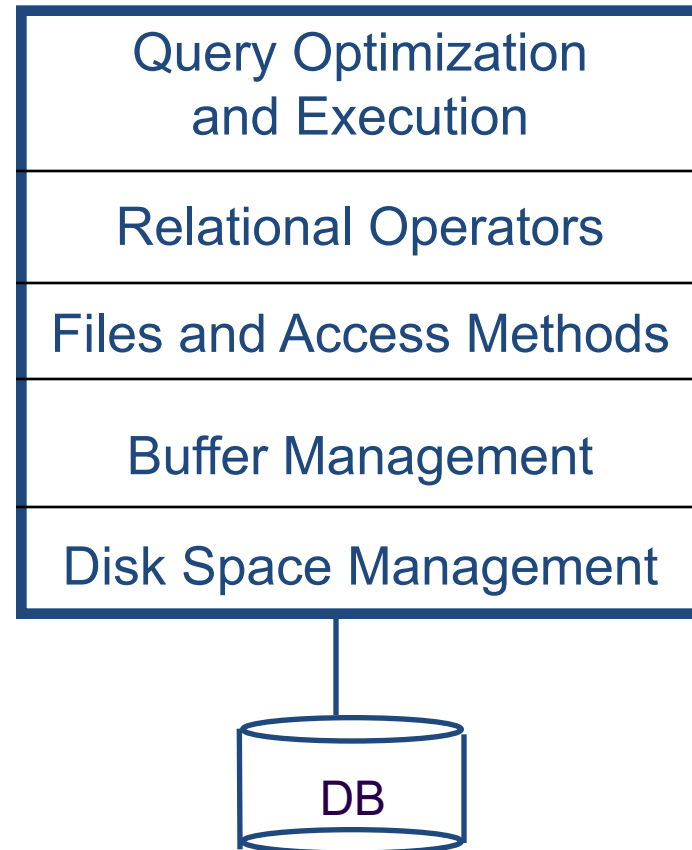 Query Optimization
and Execution
Relational Operators
Files and Access Methods
Buffer Management
Disk Space Management
DB